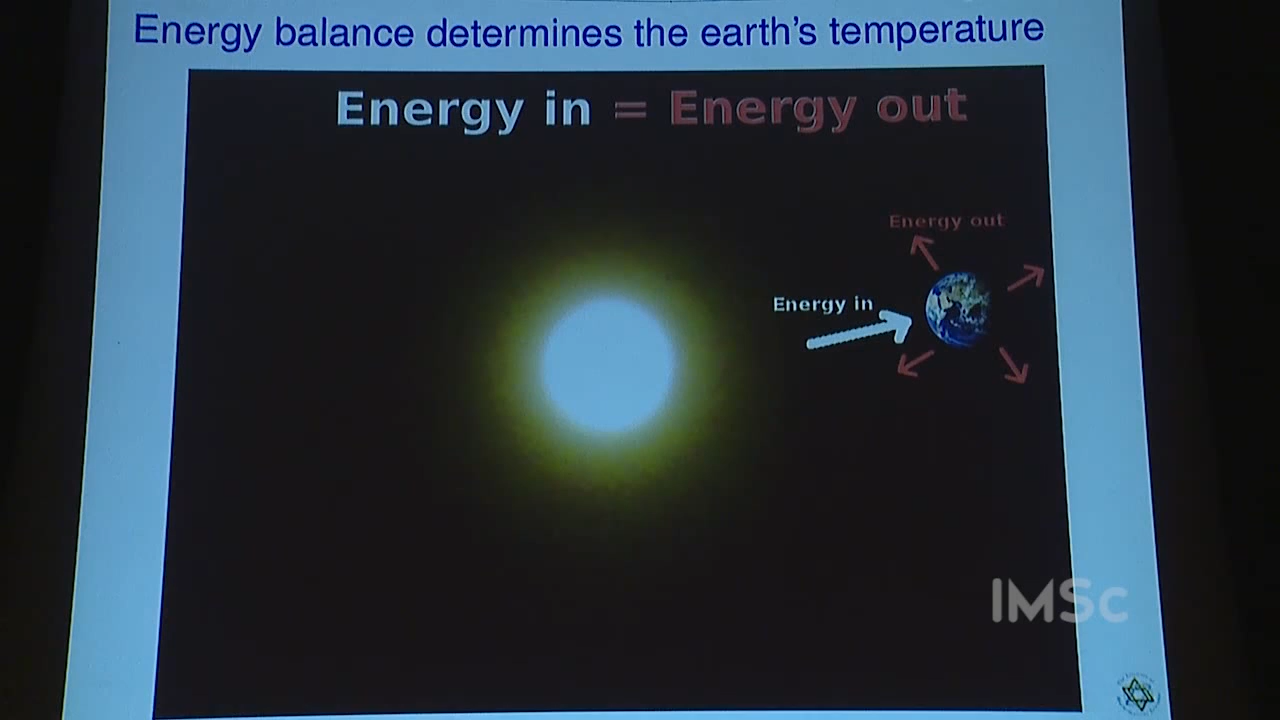 Energy balance determines the earth's temperature
Energy in = Energy out
Energy out
Energy in
IMSc